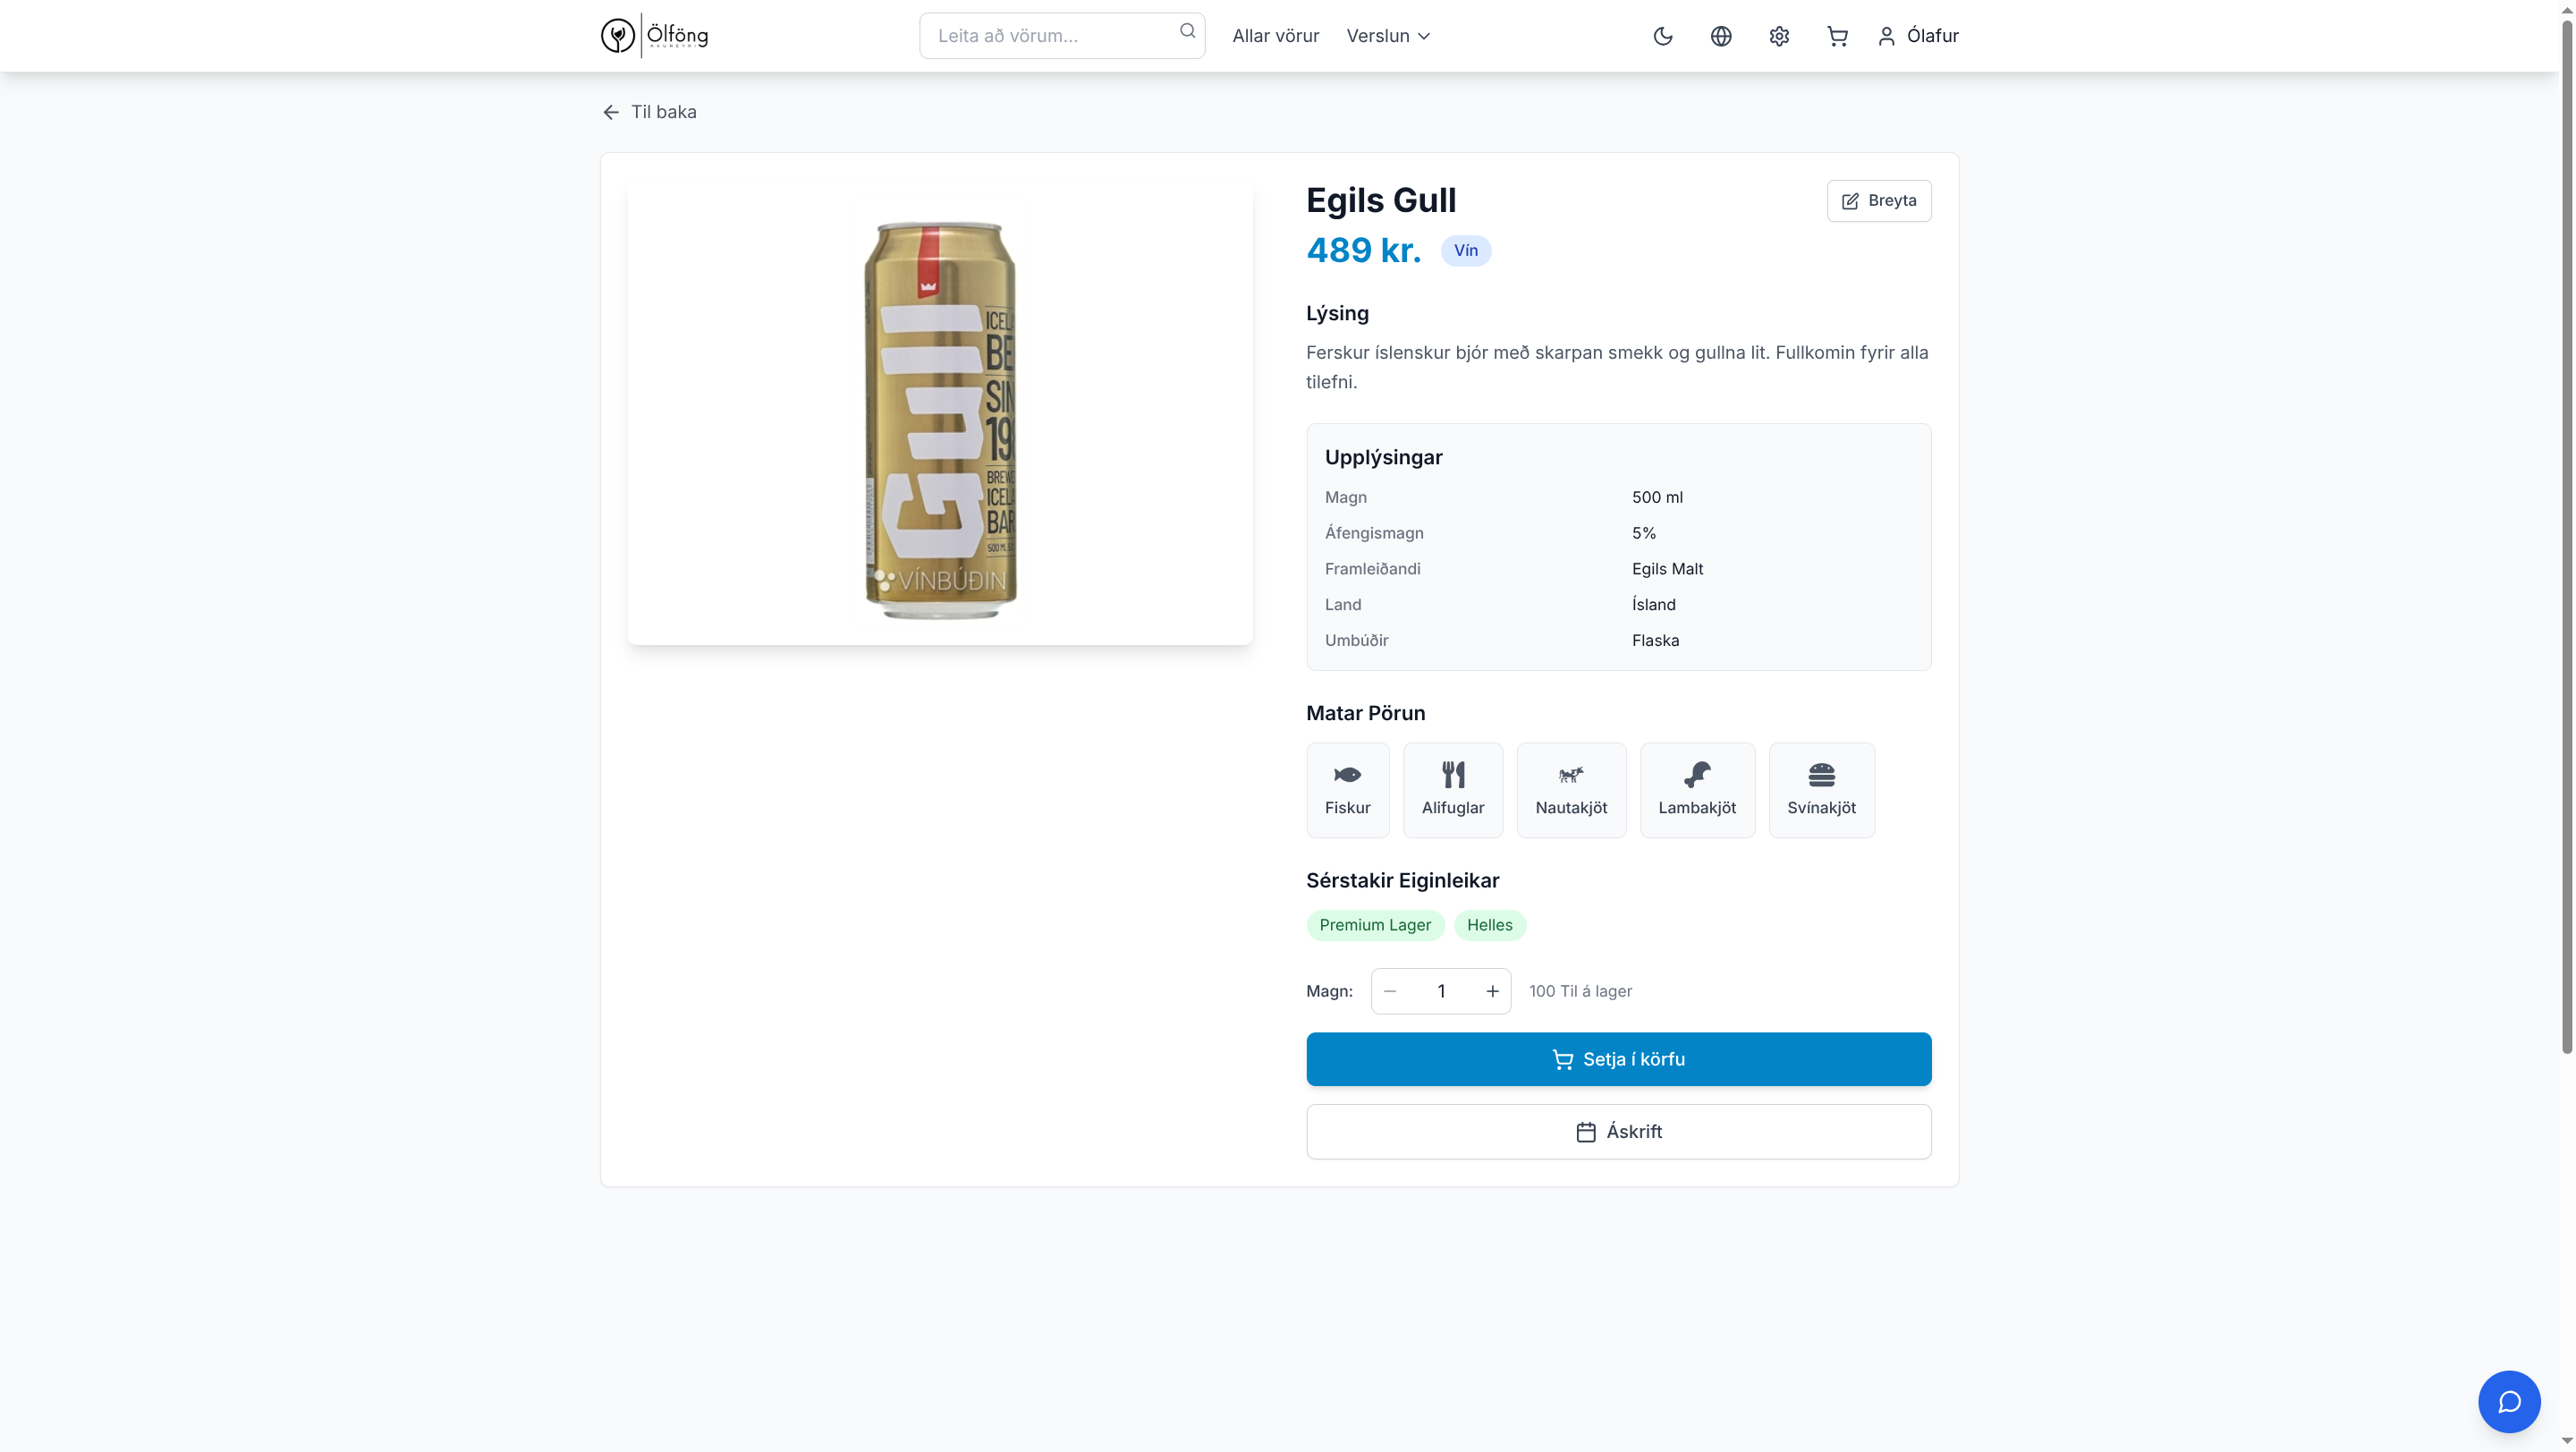 Ölföng
AKUREYRI
Leita að vörum...
Allar vörur
Verslun
Ólafur
Til baka
GULL
ICEL
BE
SIN
19
BREWE
ICEL
BAR
500 ML
VÍNBÚÐIN
Egils Gull
Breyta
489 kr.
Vín
Lýsing
Ferskur íslenskur bjór með skarpan smekk og gullna lit. Fullkomin fyrir alla
tilefni.
Upplýsingar
Magn 500 ml
Áfengismagn 5%
Framleiðandi Egils Malt
Land Ísland
Umbúðir Flaska
Matar Pörun
Fiskur
Alifuglar
Nautakjöt
Lambakjöt
Svínakjöt
Sérstakir Eiginleikar
Premium Lager
Helles
Magn: 1 100 Til á lager
Setja í körfu
Áskrift